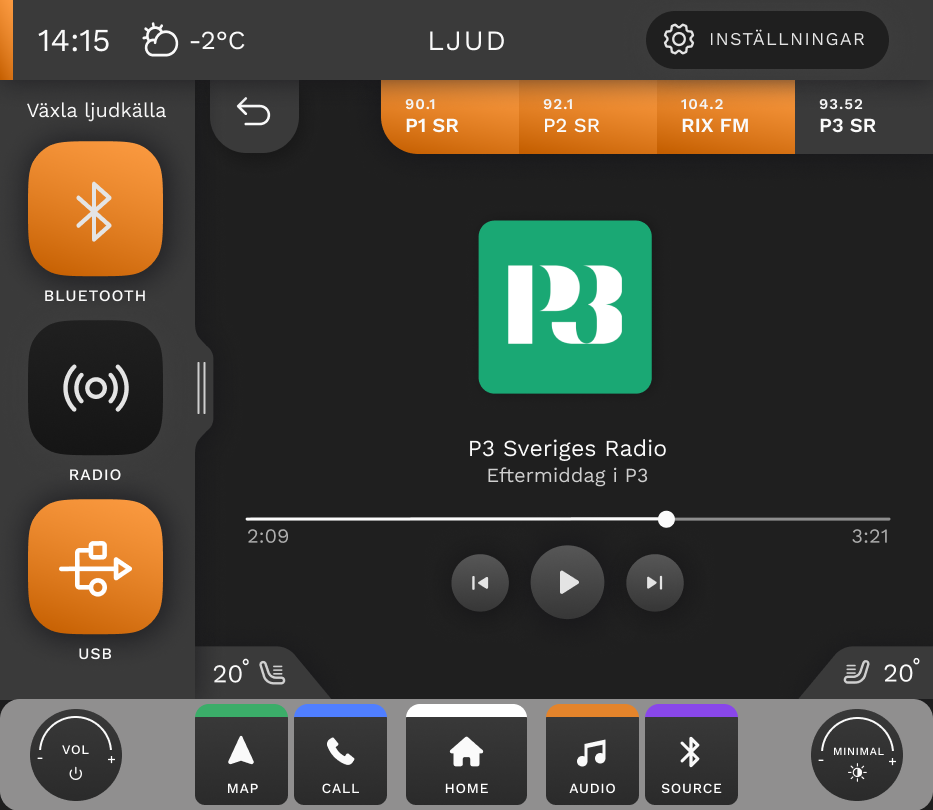 14:15
-2°C
LJUD
INSTÄLLNINGAR
Växla ljudkälla
BLUETOOTH
RADIO
USB
90.1
P1 SR
92.1
P2 SR
104.2
RIX FM
93.52
P3 SR
P3
P3 Sveriges Radio
Eftermiddag i P3
2:09
3:21
20°
20°
VOL
- +
MAP
CALL
HOME
AUDIO
SOURCE
MINIMAL
- +